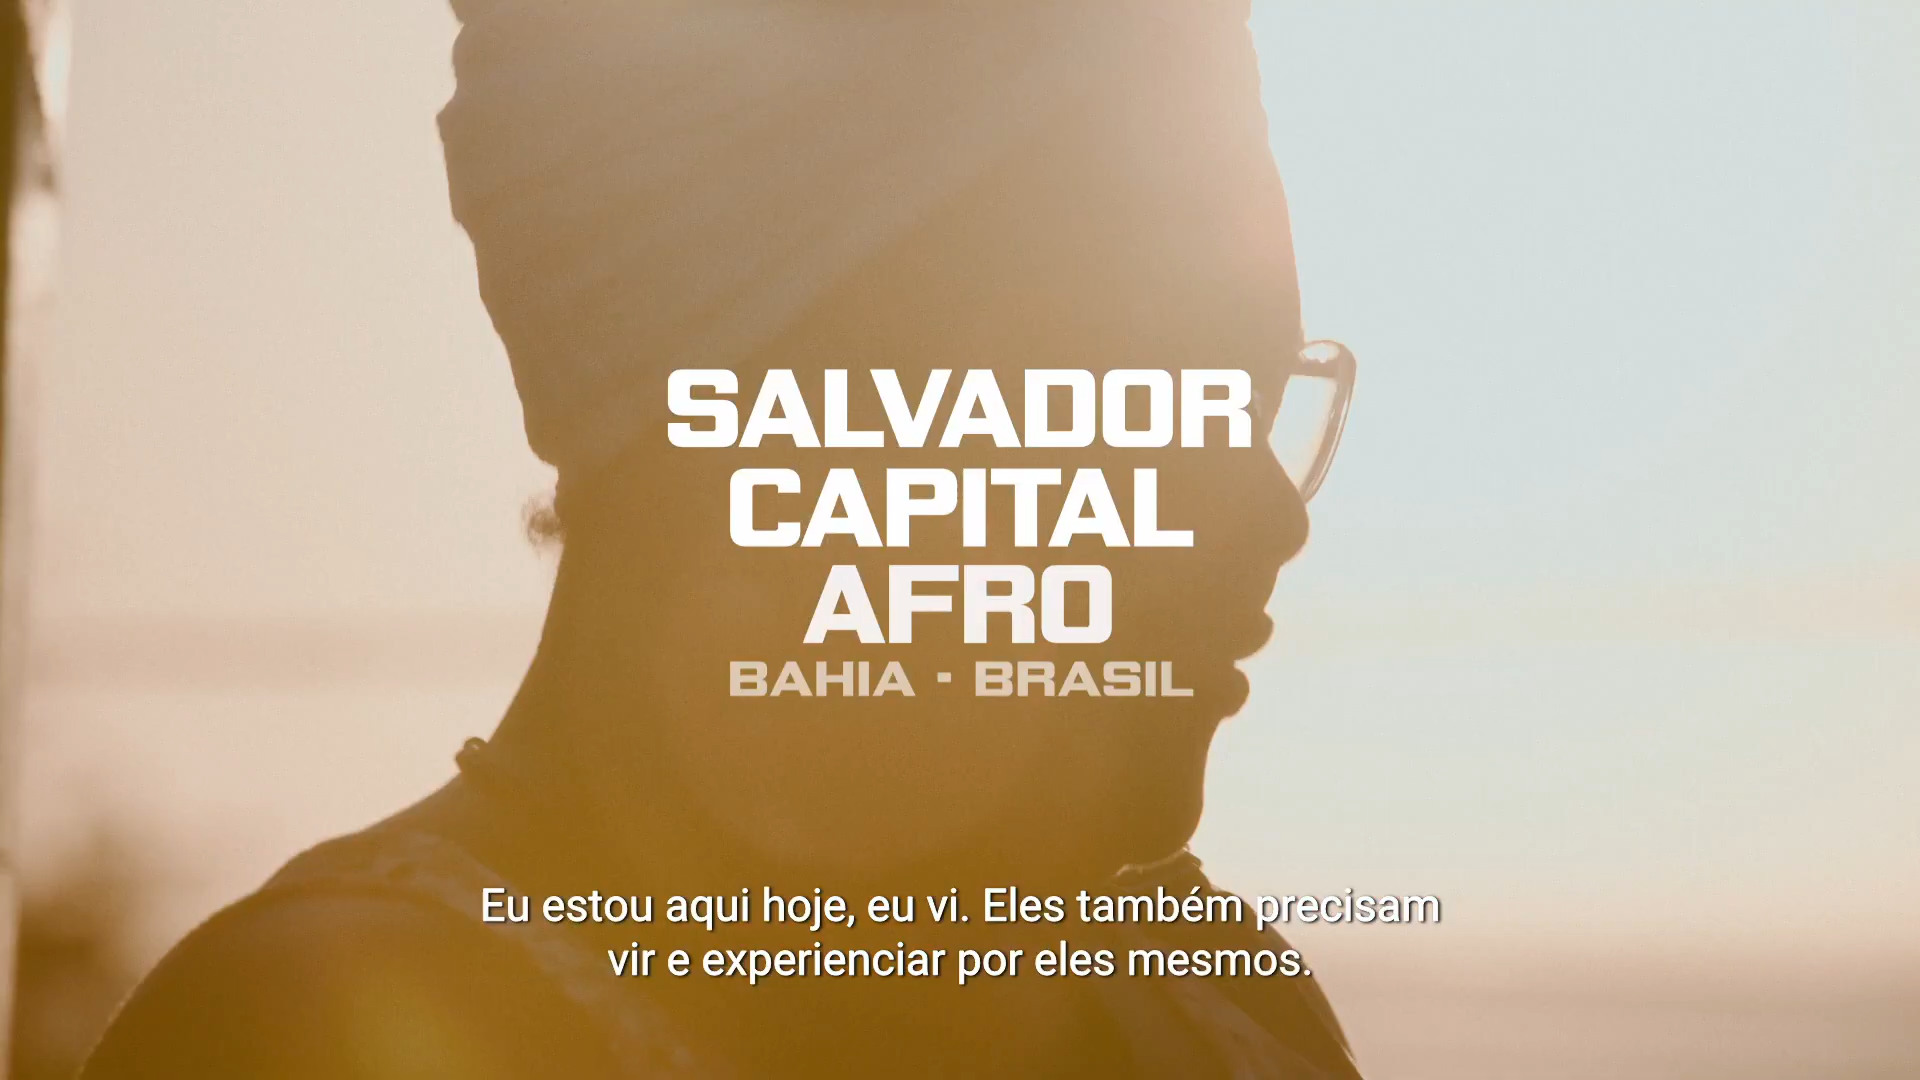 SALVADOR
CAPITAL
AFRO
BAHIA - BRASIL
Eu estou aqui hoje, eu vi. Eles também precisam
vir e experienciar por eles mesmos.